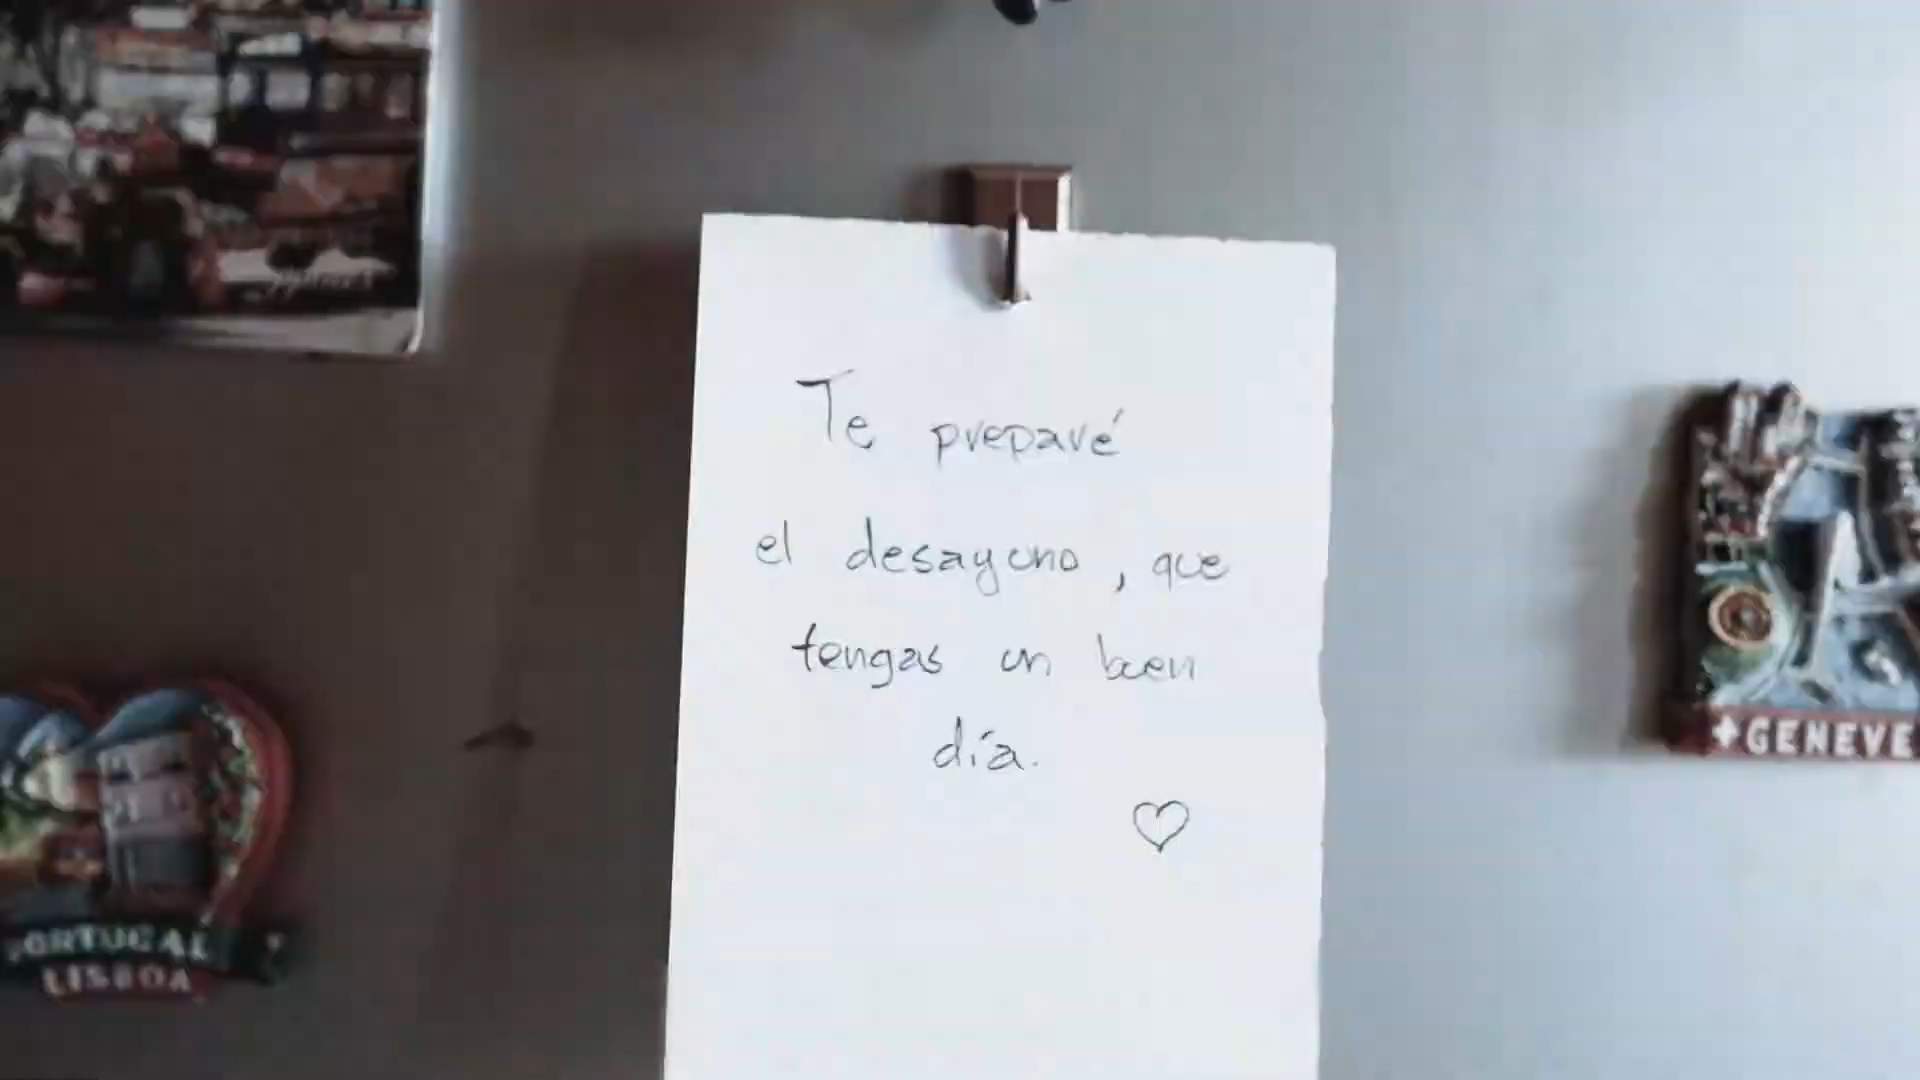 Te preparé
el desayuno, que
tengas un buen
día.
PORTUGAL
LISBOA
+GENEVE